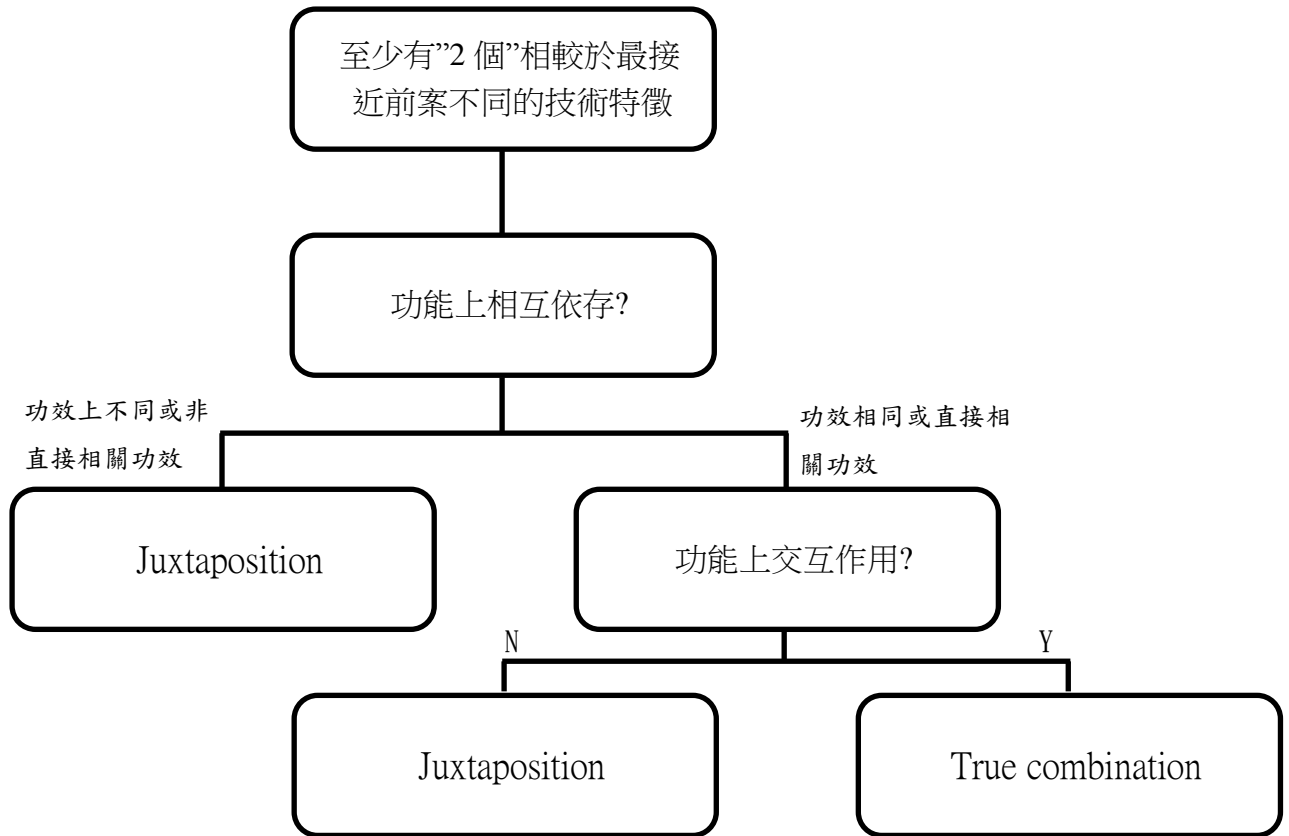 至少有”2 個”相較於最接
近前案不同的技術特徵
功能上相互依存?
功效上不同或非
直接相關功效
功效相同或直接相
關功效
Juxtaposition
功能上交互作用?
N
Y
Juxtaposition
True combination